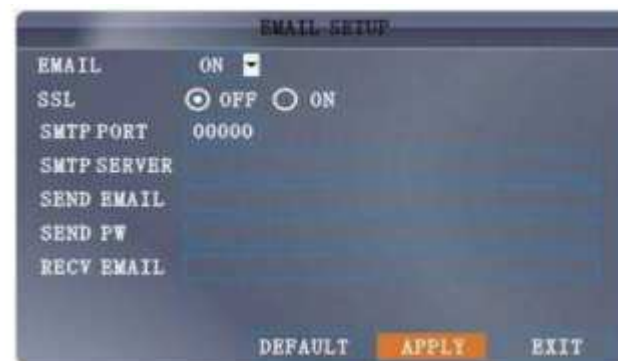 EMAIL SETUP
EMAIL ON
SSL OFF ON
SMTP PORT 00000
SMTP SERVER
SEND EMAIL
SEND PW
RECV EMAIL
DEFAULT APPLY EXIT